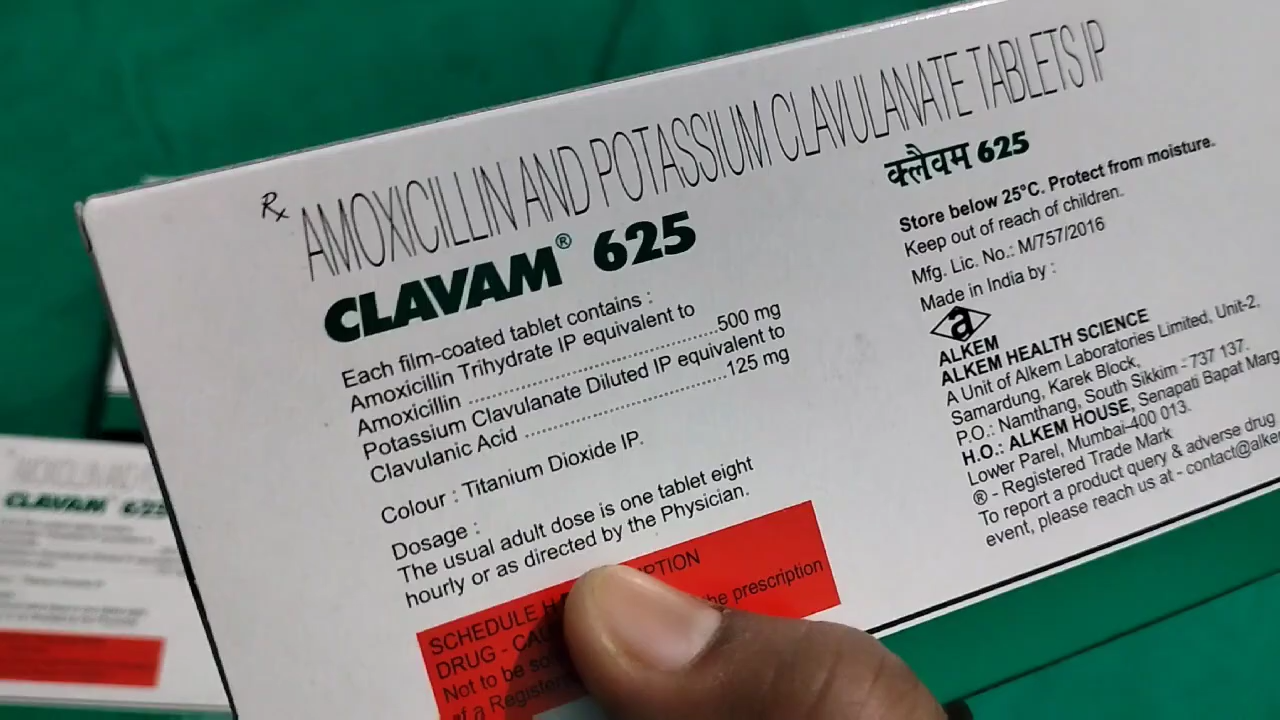 Rx AMOXICILLIN AND POTASSIUM CLAVULANATE TABLETS IP
CLAVAM® 625
Each film-coated tablet contains :
Amoxicillin Trihydrate IP equivalent to
Amoxicillin ........................................500 mg
Potassium Clavulanate Diluted IP equivalent to
Clavulanic Acid ................................125 mg
Colour : Titanium Dioxide IP.
Dosage :
The usual adult dose is one tablet eight
hourly or as directed by the Physician.
SCHEDULE PTION
DRUG -
Not to be the prescription
of a
क्लैवम 625
Store below 25°C. Protect from moisture.
Keep out of reach of children.
Mfg. Lic. No.: M/757/2016
Made in India by :
a
ALKEM
ALKEM HEALTH SCIENCE
A Unit of Alkem Laboratories Limited, Unit-2,
Samardung, Karek Block,
P.O.: Namthang, South Sikkim - 737 137.
H.O.: ALKEM HOUSE, Senapati Bapat Marg
Lower Parel, Mumbai-400 013.
® - Registered Trade Mark
To report a product query & adverse drug
event, please reach us at - contact@alke
AMOXICILLIN AND
CLAVAM 625